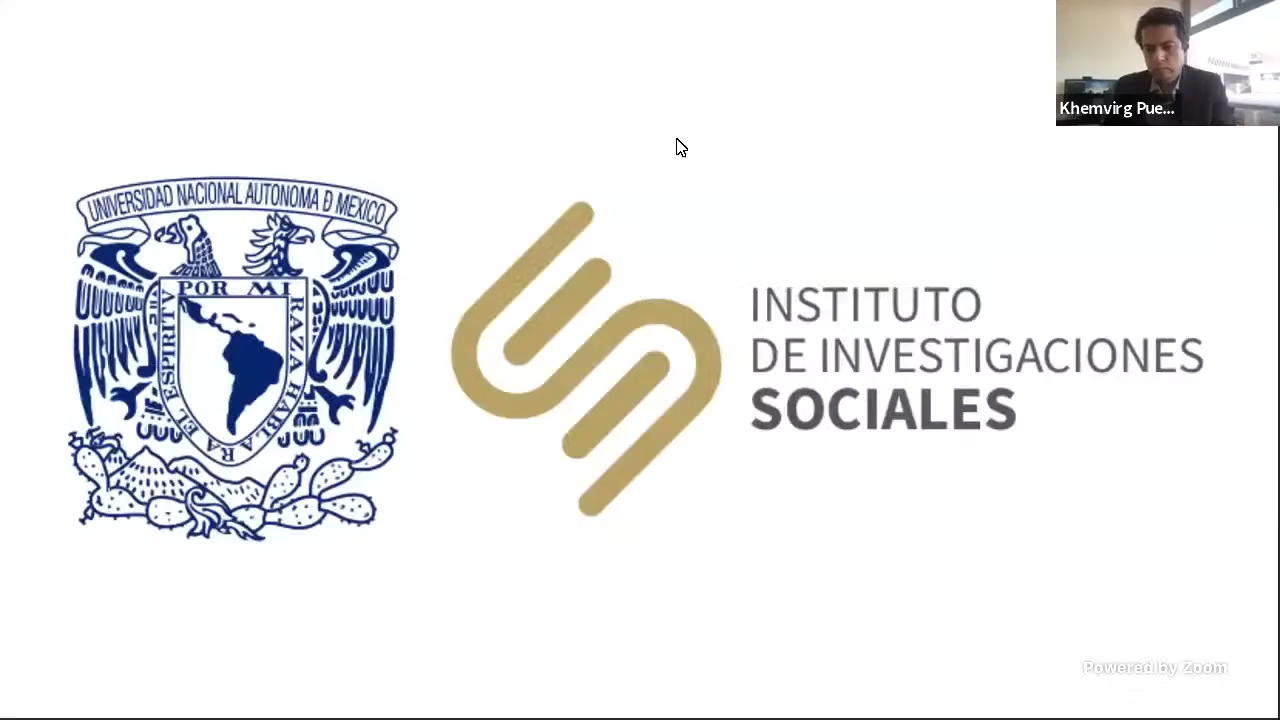 Khemvirg Pue...
UNIVERSIDAD NACIONAL AUTONOMA Đ MEXICO
POR MI
RAZA HABLARA
EL ESPIRITU
INSTITUTO
DE INVESTIGACIONES
SOCIALES
Powered by Zoom